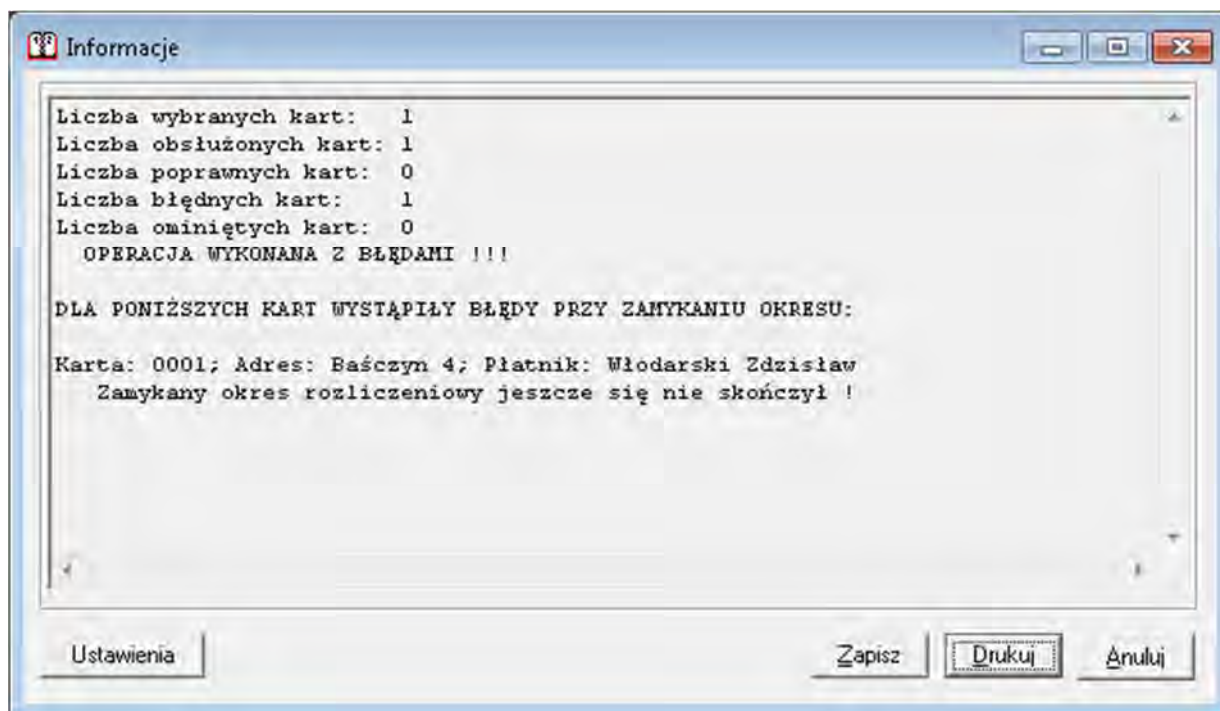 Informacje
Liczba wybranych kart: 1
Liczba obsłużonych kart: 1
Liczba poprawnych kart: 0
Liczba błędnych kart: 1
Liczba ominiętych kart: 0
OPERACJA WYKONANA Z BŁĘDAMI !!!
DLA PONIŻSZYCH KART WYSTĄPIŁY BŁĘDY PRZY ZAMYKANIU OKRESU:
Karta: 0001; Adres: Baśczyn 4; Płatnik: Włodarski Zdzisław
Zamykany okres rozliczeniowy jeszcze się nie skończył !
Ustawienia Zapisz Drukuj Anuluj